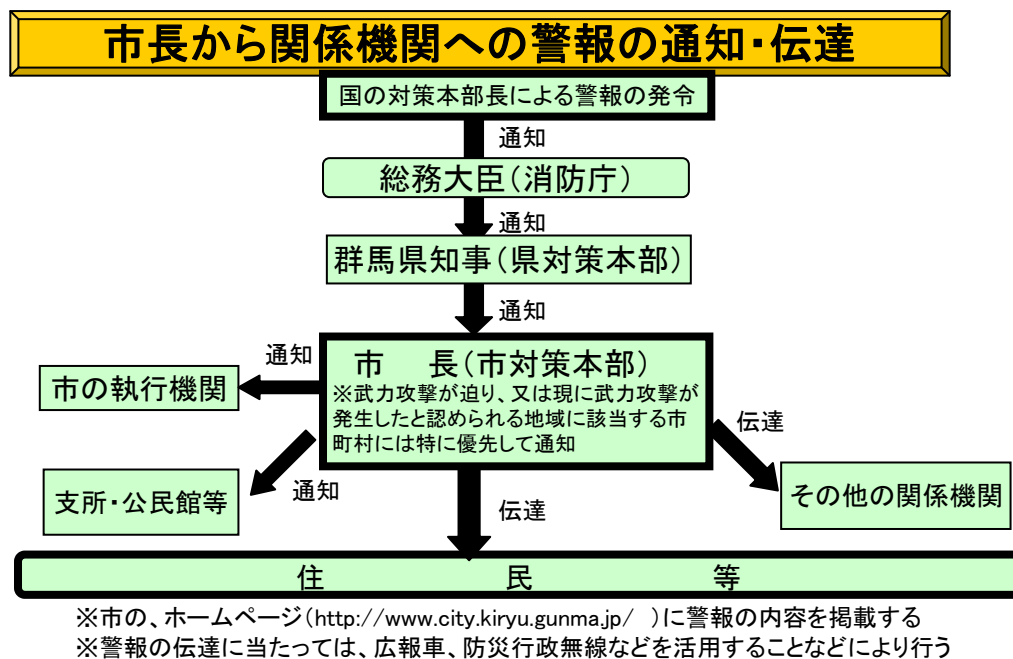 市長から関係機関への警報の通知・伝達
国の対策本部長による警報の発令
通知
総務大臣(消防庁)
通知
群馬県知事(県対策本部)
通知
市　長(市対策本部)
※武力攻撃が迫り、又は現に武力攻撃が
発生したと認められる地域に該当する市
町村には特に優先して通知
通知
市の執行機関
通知
支所・公民館等
伝達
その他の関係機関
伝達
住　民　等
※市の、ホームページ(http://www.city.kiryu.gunma.jp/ )に警報の内容を掲載する
※警報の伝達に当たっては、広報車、防災行政無線などを活用することなどにより行う